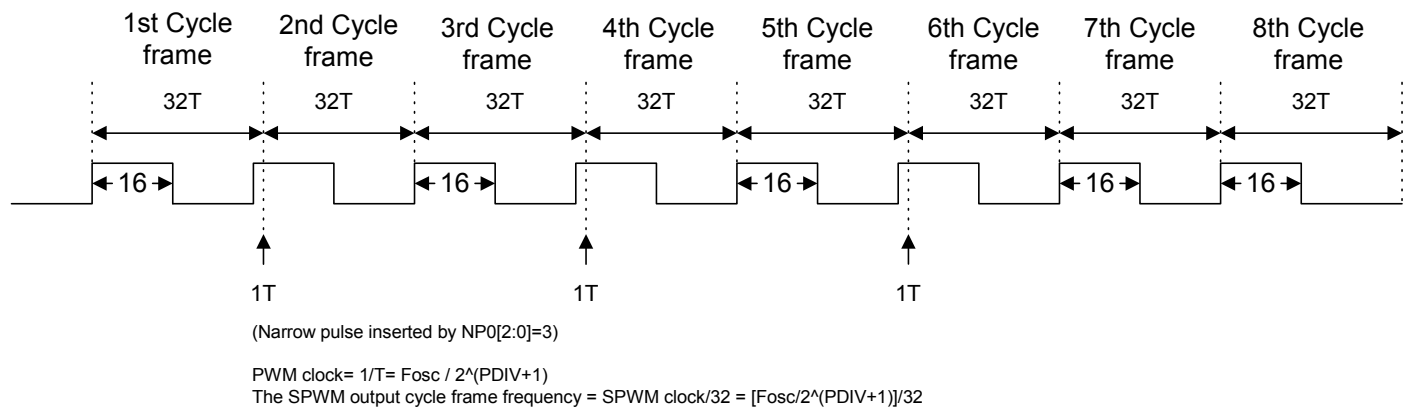 1st Cycle frame
2nd Cycle frame
3rd Cycle frame
4th Cycle frame
5th Cycle frame
6th Cycle frame
7th Cycle frame
8th Cycle frame
32T 32T 32T 32T 32T 32T 32T 32T
16 16 16 16 16
1T 1T 1T
(Narrow pulse inserted by NP0[2:0]=3)
PWM clock= 1/T= Fosc / 2^(PDIV+1)
The SPWM output cycle frame frequency = SPWM clock/32 = [Fosc/2^(PDIV+1)]/32